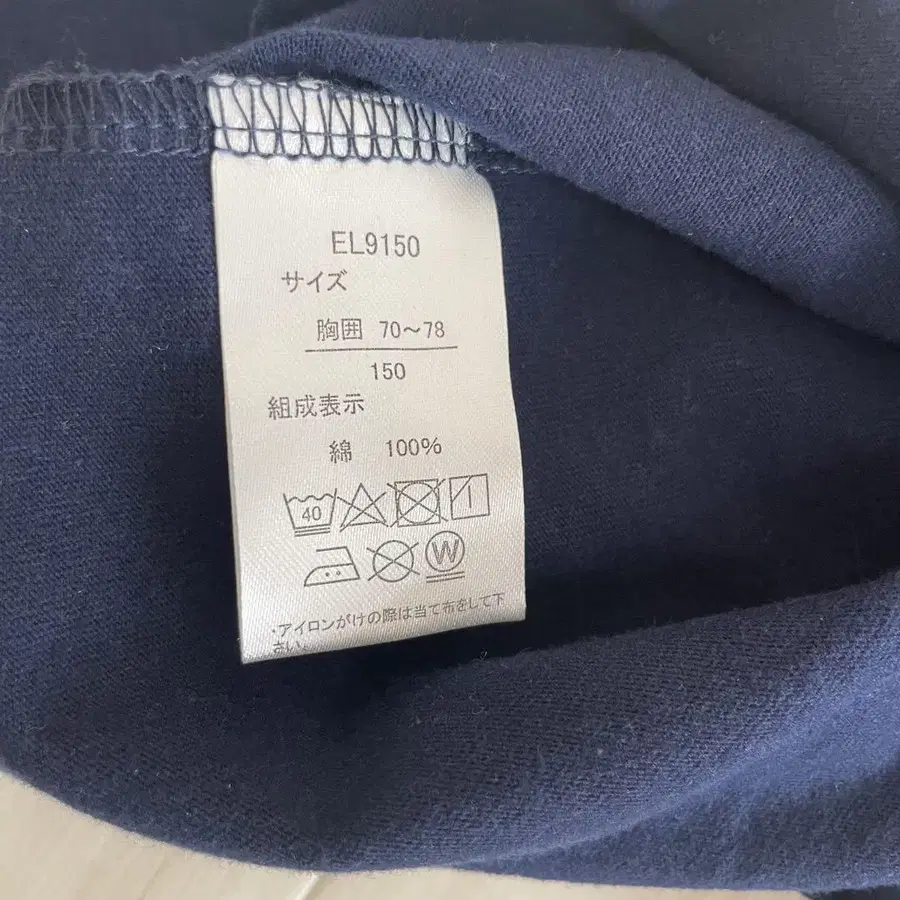 EL9150
サイズ
胸囲 70～78
150
組成表示
綿 100%
40
W
・アイロンがけの際は当て布をして下
さい。